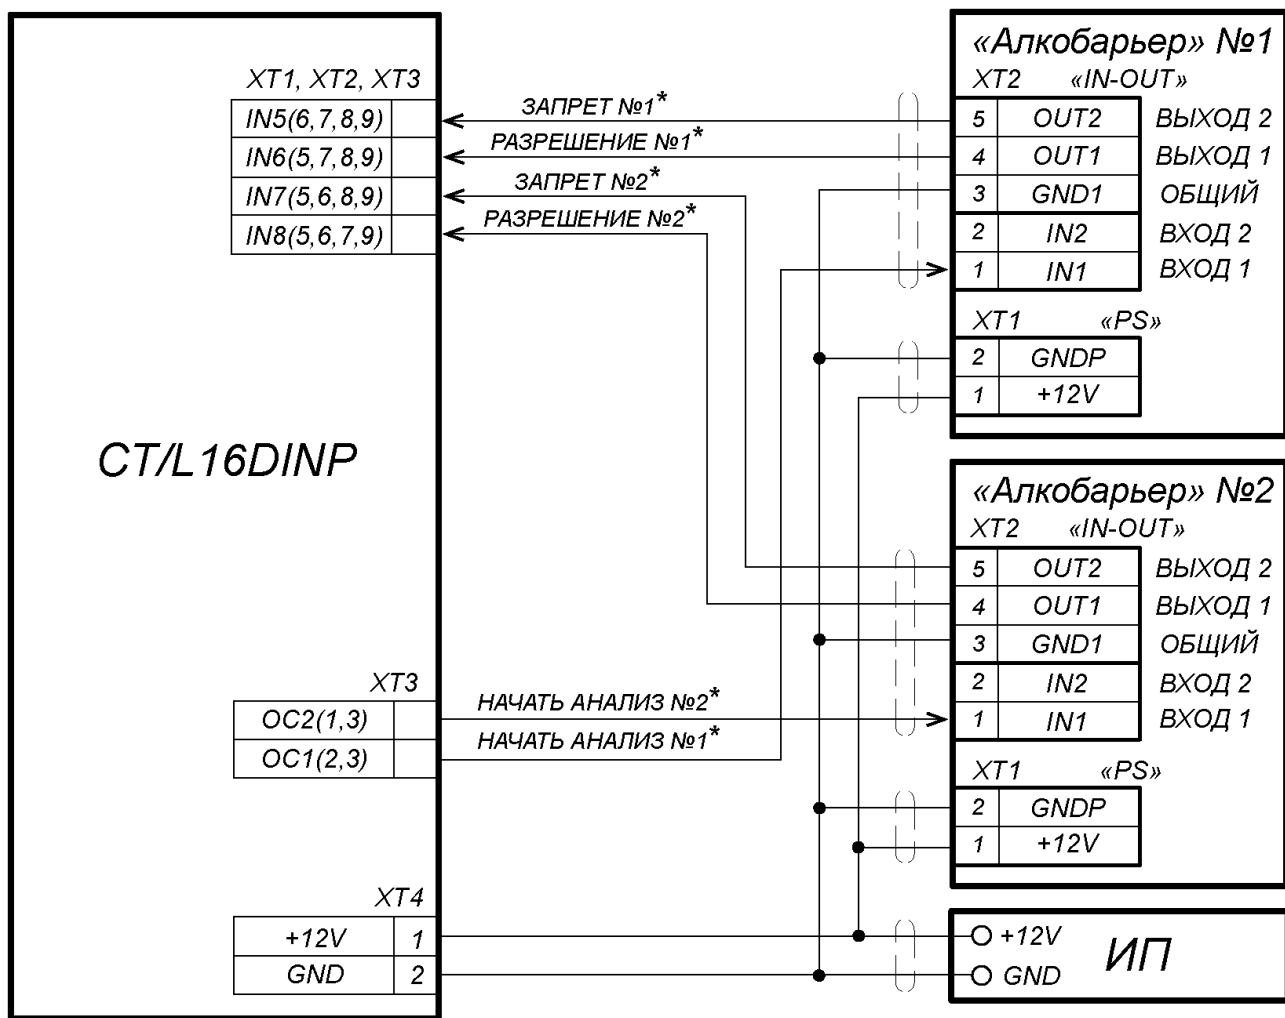 CT/L16DINP
XT1, XT2, XT3
IN5(6,7,8,9)
IN6(5,7,8,9)
IN7(5,6,8,9)
IN8(5,6,7,9)
ЗАПРЕТ №1*
РАЗРЕШЕНИЕ №1*
ЗАПРЕТ №2*
РАЗРЕШЕНИЕ №2*
XT3
OC2(1,3)
OC1(2,3)
НАЧАТЬ АНАЛИЗ №2*
НАЧАТЬ АНАЛИЗ №1*
XT4
+12V 1
GND 2
«Алкобарьер» №1
XT2 «IN-OUT»
5 OUT2 ВЫХОД 2
4 OUT1 ВЫХОД 1
3 GND1 ОБЩИЙ
2 IN2 ВХОД 2
1 IN1 ВХОД 1
XT1 «PS»
2 GNDP
1 +12V
«Алкобарьер» №2
XT2 «IN-OUT»
5 OUT2 ВЫХОД 2
4 OUT1 ВЫХОД 1
3 GND1 ОБЩИЙ
2 IN2 ВХОД 2
1 IN1 ВХОД 1
XT1 «PS»
2 GNDP
1 +12V
+12V
GND
ИП